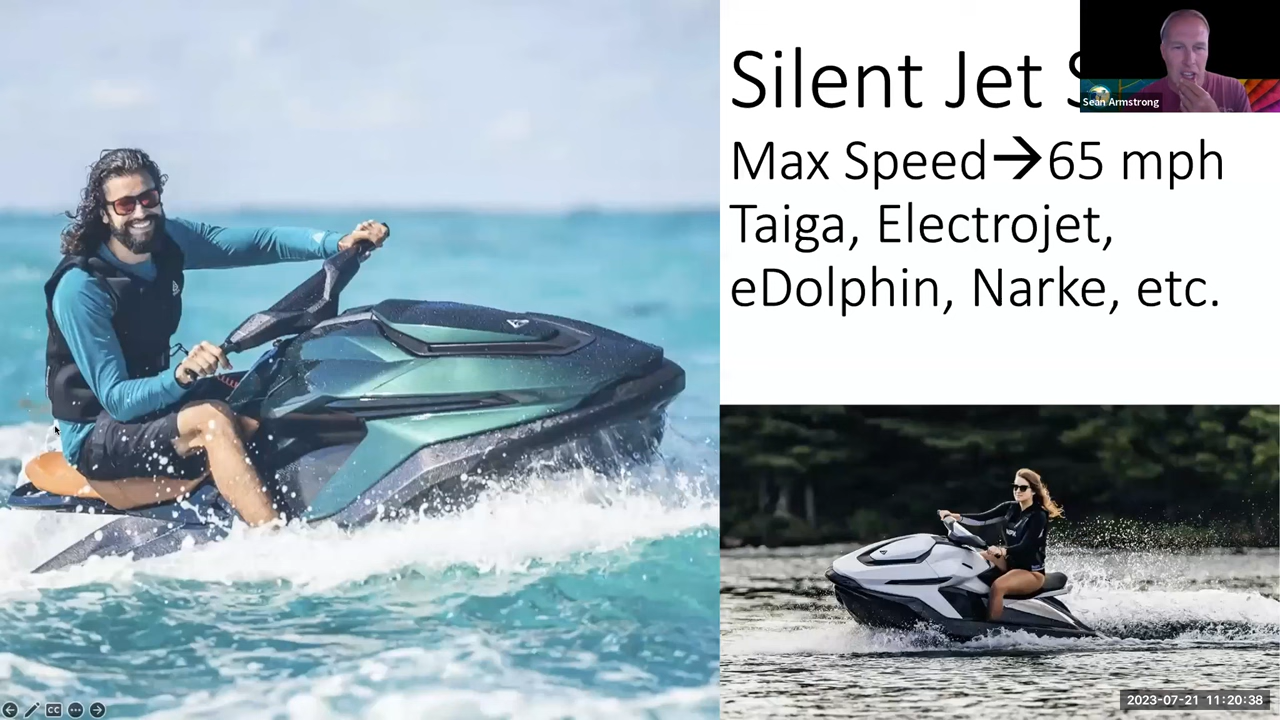 Silent Jet S
Max Speed→65 mph
Taiga, Electrojet,
eDolphin, Narke, etc.
Sean Armstrong
CC
2023-07-21 11:20:38